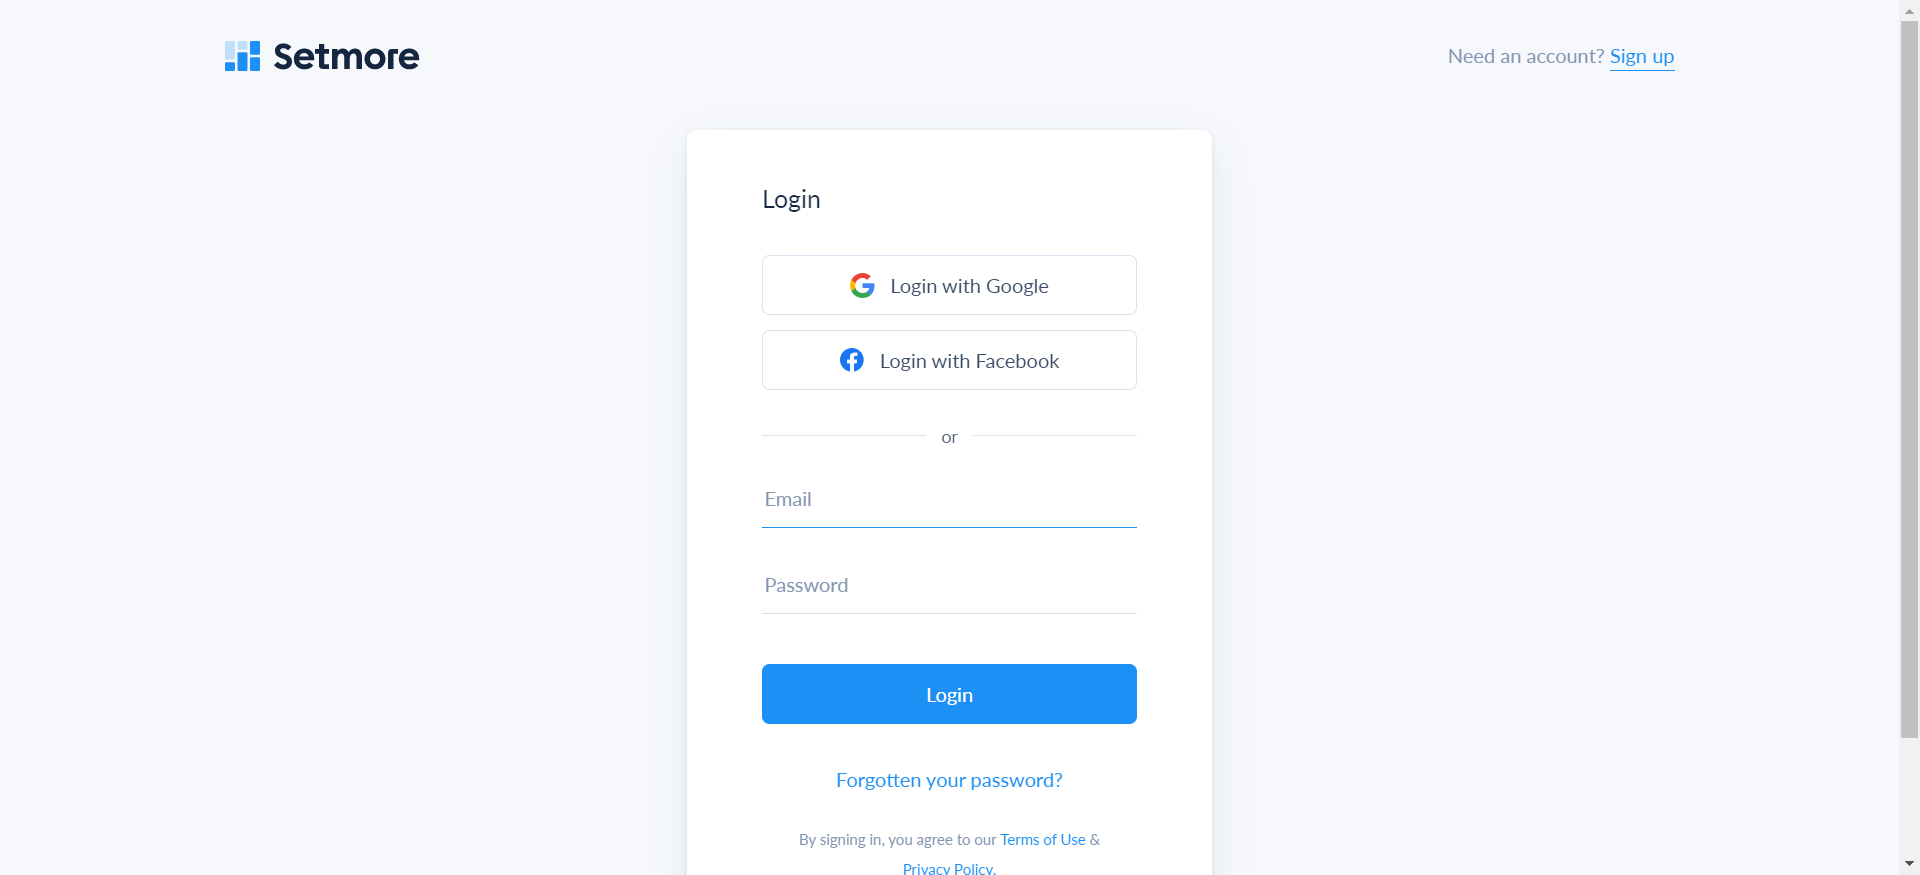 Setmore
Need an account? Sign up
Login
Login with Google
Login with Facebook
or
Email
Password
Login
Forgotten your password?
By signing in, you agree to our Terms of Use &
Privacy Policy.